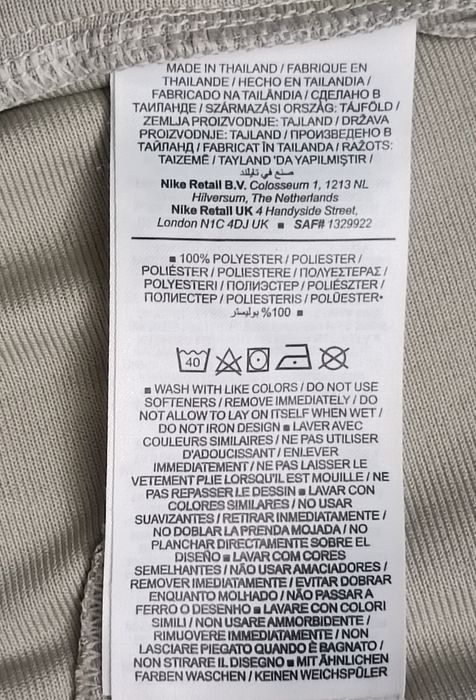 MADE IN THAILAND / FABRIQUE EN
THAILANDE / HECHO EN TAILANDIA /
FABRICADO NA TAILÂNDIA / СДЕЛАНО В
ТАИЛАНДЕ / SZÁRMAZÁSI ORSZÁG: TÁJFÖLD /
ZEMLJA PROIZVODNJE: TAJLAND / DRŽAVA
PROIZVODNJE: TAJLAND / ПРОИЗВЕДЕНО В
ТАЙЛАНД / FABRICAT ÎN TAILANDA / RAŽOTS:
TAIZEMĒ / TAYLAND 'DA YAPILMIŞTIR /
صنع في تايلند
Nike Retail B.V. Colosseum 1, 1213 NL
Hilversum, The Netherlands
Nike Retail UK 4 Handyside Street,
London N1C 4DJ UK ■ SAF# 1329922
■ 100% POLYESTER / POLIESTER /
POLIÉSTER / POLIESTERE / ΠΟΛΥΕΣΤΕΡΑΣ /
POLYESTERI / ПОЛИЭСТЕР / POLIÉSZTER /
ПОЛИЕСТЕР / POLIESTERIS / POLÜESTER•
100% بوليستر ■
40
■ WASH WITH LIKE COLORS / DO NOT USE
SOFTENERS / REMOVE IMMEDIATELY / DO
NOT ALLOW TO LAY ON ITSELF WHEN WET /
DO NOT IRON DESIGN ■ LAVER AVEC
COULEURS SIMILAIRES / NE PAS UTILISER
D'ADOUCISSANT / ENLEVER
IMMEDIATEMENT / NE PAS LAISSER LE
VETEMENT PLIE LORSQU'IL EST MOUILLE / NE
PAS REPASSER LE DESSIN ■ LAVAR CON
COLORES SIMILARES / NO USAR
SUAVIZANTES / RETIRAR INMEDIATAMENTE /
NO DOBLAR LA PRENDA MOJADA / NO
PLANCHAR DIRECTAMENTE SOBRE EL
DISEÑO ■ LAVAR COM CORES
SEMELHANTES / NÃO USAR AMACIADORES /
REMOVER IMEDIATAMENTE / EVITAR DOBRAR
ENQUANTO MOLHADO / NÃO PASSAR A
FERRO O DESENHO ■ LAVARE CON COLORI
SIMILI / NON USARE AMMORBIDENTE /
RIMUOVERE IMMEDIATAMENTE / NON
LASCIARE PIEGATO QUANDO È BAGNATO /
NON STIRARE IL DISEGNO ■ MIT ÄHNLICHEN
FARBEN WASCHEN / KEINEN WEICHSPÜLER